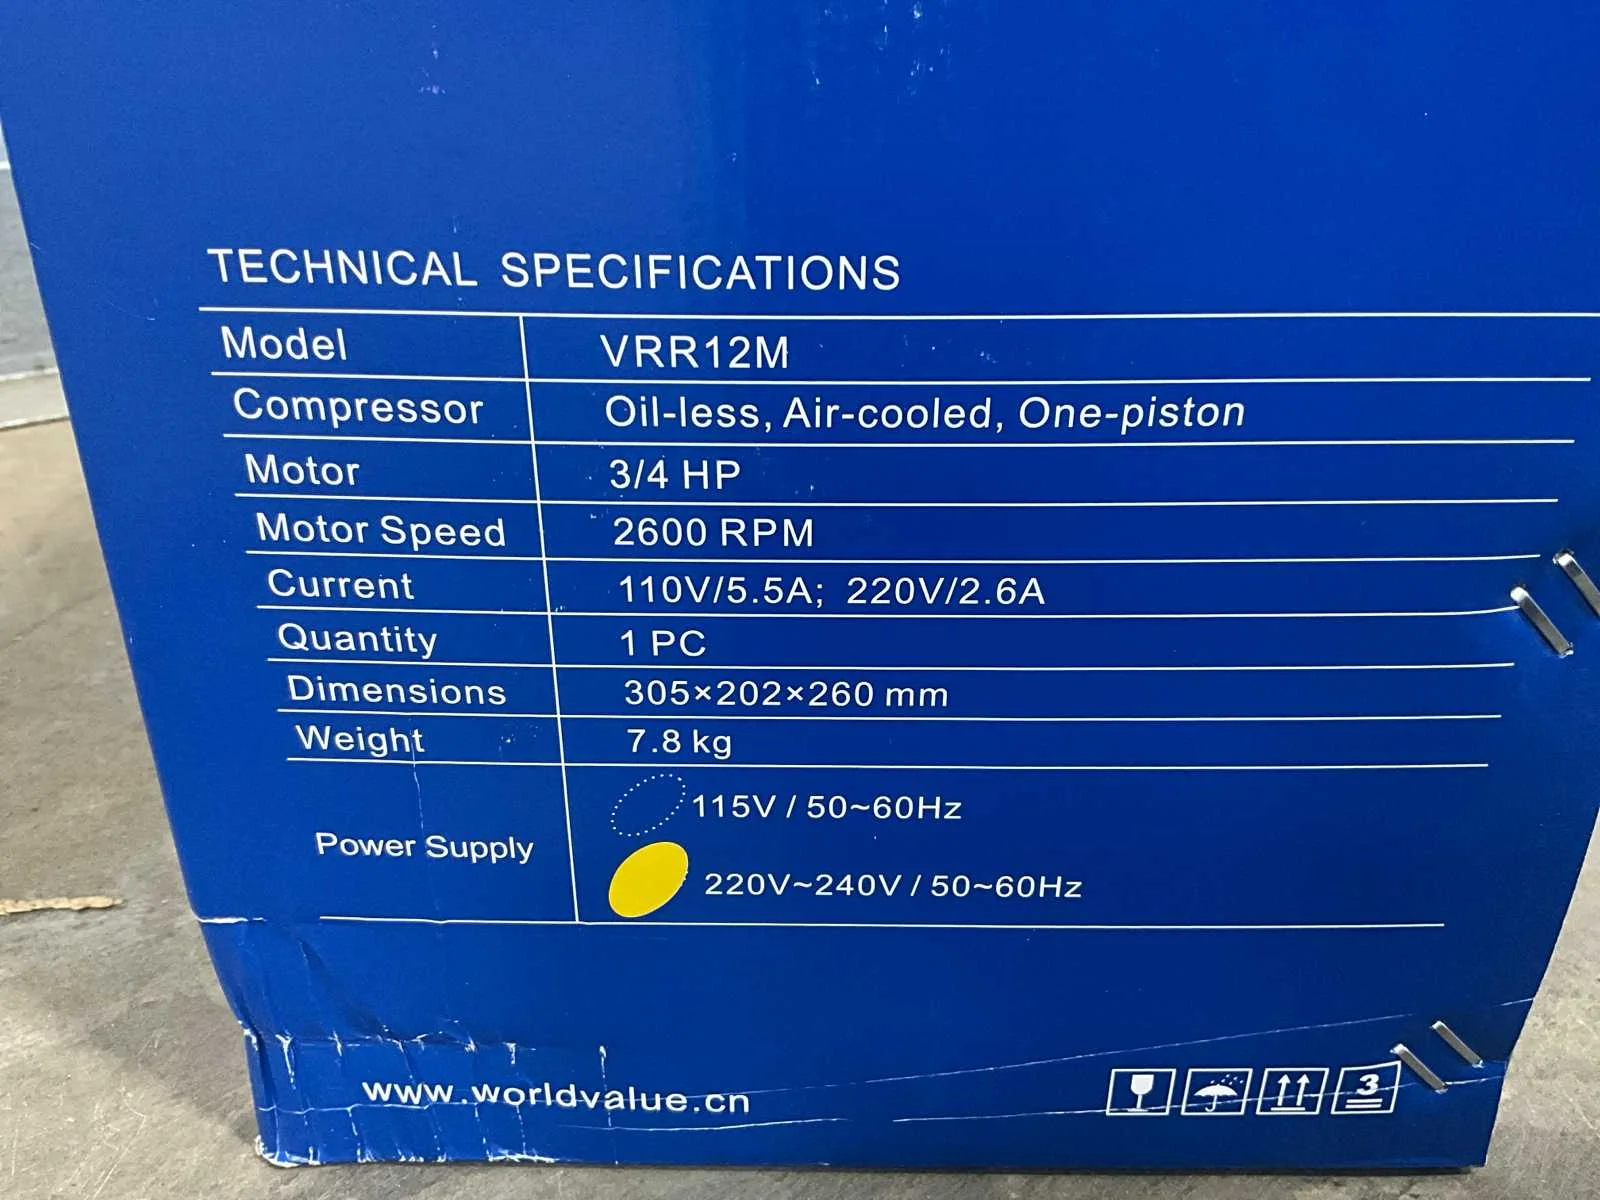 TECHNICAL SPECIFICATIONS
Model VRR12M
Compressor Oil-less, Air-cooled, One-piston
Motor 3/4 HP
Motor Speed 2600 RPM
Current 110V/5.5A; 220V/2.6A
Quantity 1 PC
Dimensions 305×202×260 mm
Weight 7.8 kg
115V / 50~60Hz
Power Supply
220V~240V / 50~60Hz
www.worldvalue.cn
3